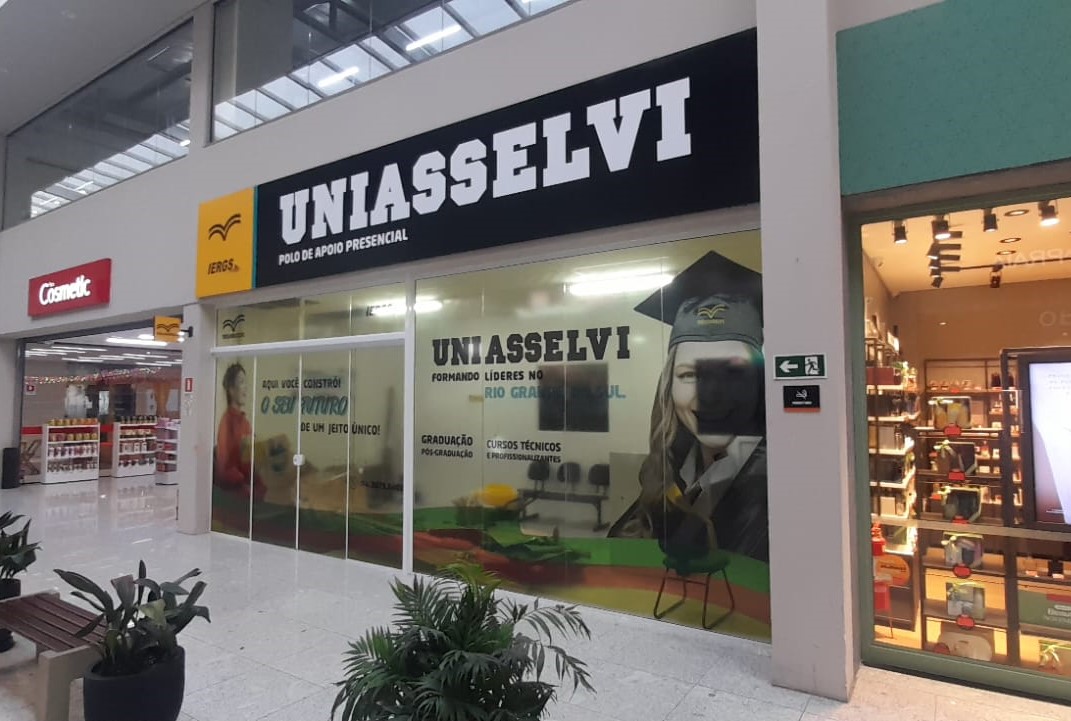 UNIASSELVI
POLO DE APOIO PRESENCIAL
IERGS
Cosmetic
UNIASSELVI
FORMANDO LÍDERES NO
RIO GRANDE DO SUL.
AQUI VOCÊ CONSTRÓI
O SEU FUTURO
DE UM JEITO ÚNICO!
GRADUAÇÃO
PÓS-GRADUAÇÃO
CURSOS TÉCNICOS
E PROFISSIONALIZANTES